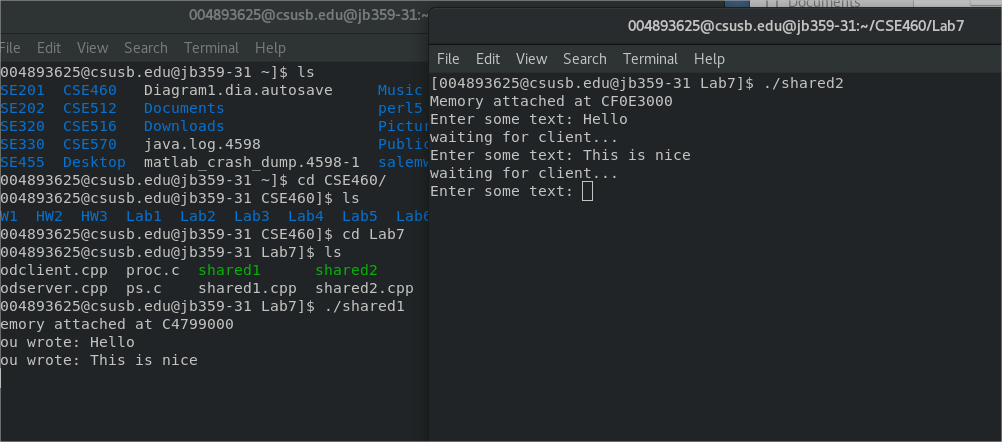 004893625@csusb.edu@jb359-31:~
File Edit View Search Terminal Help
004893625@csusb.edu@jb359-31 ~]$ ls
SE201 CSE460 Diagram1.dia.autosave Music
SE202 CSE512 Documents perl5
SE320 CSE516 Downloads Pictur
SE330 CSE570 java.log.4598 Public
SE455 Desktop matlab_crash_dump.4598-1 salemw
004893625@csusb.edu@jb359-31 ~]$ cd CSE460/
004893625@csusb.edu@jb359-31 CSE460]$ ls
W1 HW2 HW3 Lab1 Lab2 Lab3 Lab4 Lab5 Lab6
004893625@csusb.edu@jb359-31 CSE460]$ cd Lab7
004893625@csusb.edu@jb359-31 Lab7]$ ls
odclient.cpp proc.c shared1 shared2
odserver.cpp ps.c shared1.cpp shared2.cpp
004893625@csusb.edu@jb359-31 Lab7]$ ./shared1
emory attached at C4799000
ou wrote: Hello
ou wrote: This is nice
Documents
004893625@csusb.edu@jb359-31:~/CSE460/Lab7
File Edit View Search Terminal Help
[004893625@csusb.edu@jb359-31 Lab7]$ ./shared2
Memory attached at CF0E3000
Enter some text: Hello
waiting for client...
Enter some text: This is nice
waiting for client...
Enter some text: